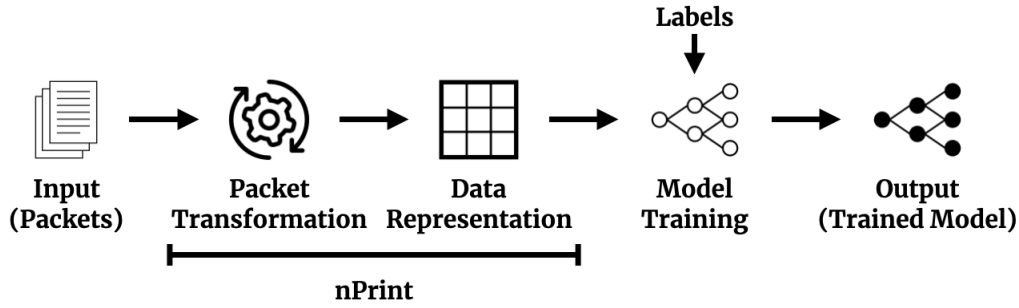 Labels
Input
(Packets)
Packet
Transformation
Data
Representation
Model
Training
Output
(Trained Model)
nPrint